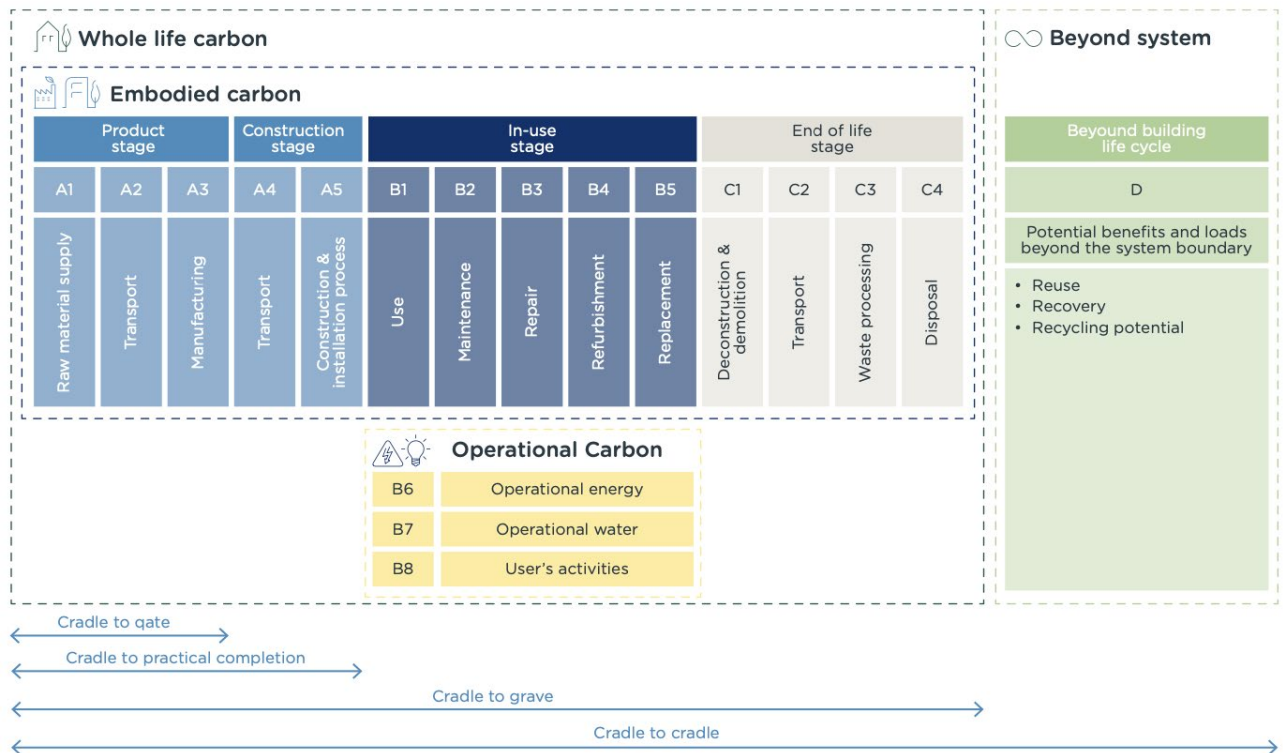 Whole life carbon
Beyond system
Embodied carbon
Product
stage
Construction
stage
In-use
stage
End of life
stage
Beyound building
life cycle
A1
A2
A3
A4
A5
B1
B2
B3
B4
B5
C1
C2
C3
C4
D
Raw material supply
Transport
Manufacturing
Transport
Construction &
installation process
Use
Maintenance
Repair
Refurbishment
Replacement
Deconstruction &
demolition
Transport
Waste processing
Disposal
Potential benefits and loads
beyond the system boundary
• Reuse
• Recovery
• Recycling potential
Operational Carbon
B6 Operational energy
B7 Operational water
B8 User's activities
Cradle to qate
Cradle to practical completion
Cradle to grave
Cradle to cradle